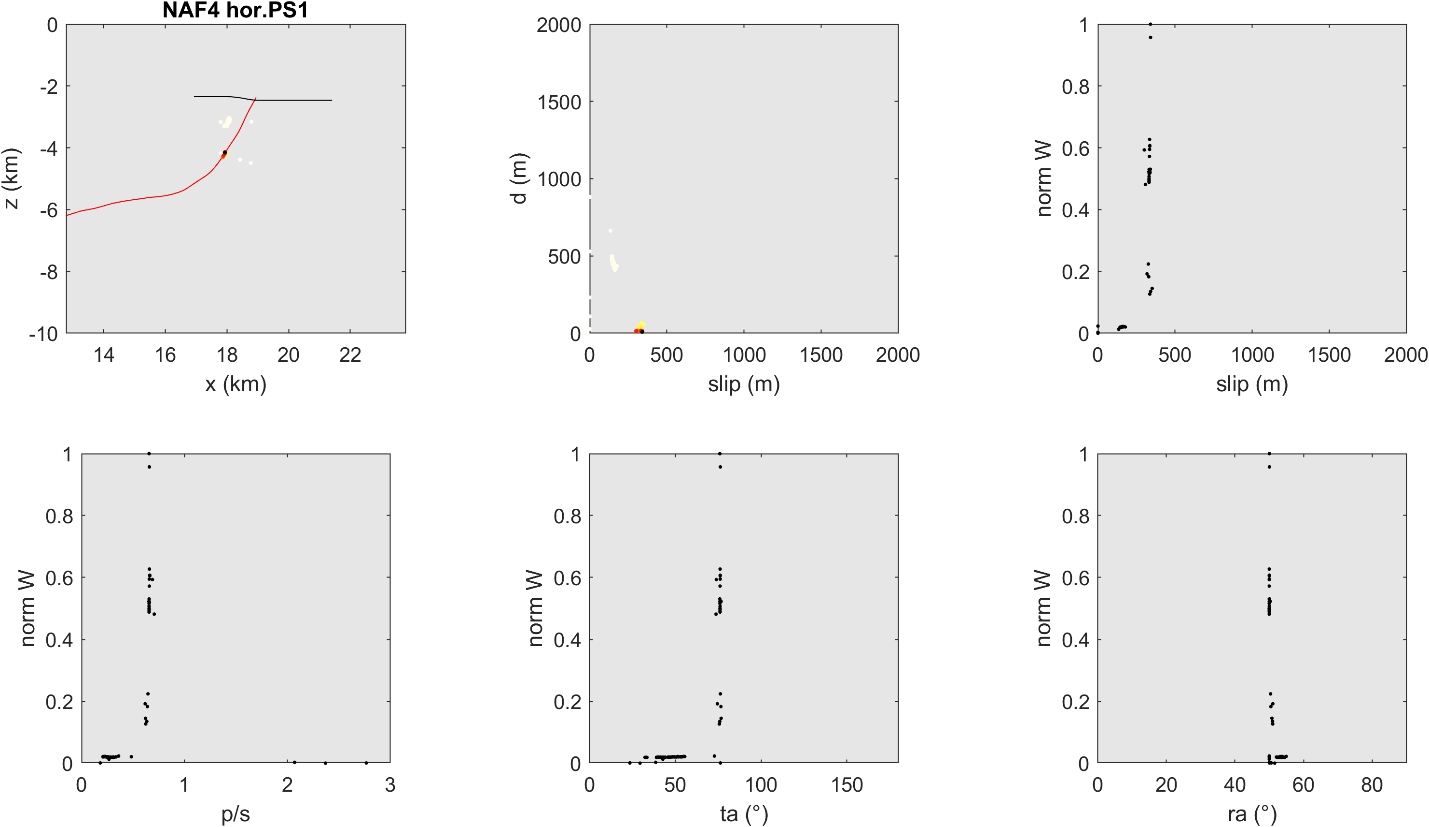 NAF4 hor.PS1
0
-2
-4
-6
-8
-10
z (km)
14 16 18 20 22
x (km)
2000
1500
1000
500
0
d (m)
0 500 1000 1500 2000
slip (m)
1
0.8
0.6
0.4
0.2
0
norm W
0 500 1000 1500 2000
slip (m)
1
0.8
0.6
0.4
0.2
0
norm W
0 1 2 3
p/s
1
0.8
0.6
0.4
0.2
0
norm W
0 50 100 150
ta (°)
1
0.8
0.6
0.4
0.2
0
norm W
0 20 40 60 80
ra (°)